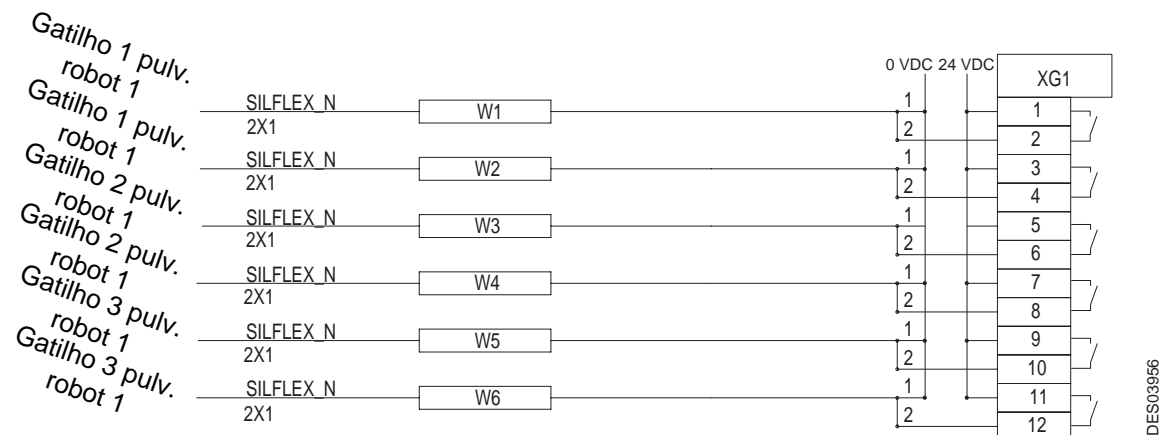 Gatilho 1 pulv.
robot 1
Gatilho 1 pulv.
robot 1
Gatilho 2 pulv.
robot 1
Gatilho 2 pulv.
robot 1
Gatilho 3 pulv.
robot 1
Gatilho 3 pulv.
robot 1
0 VDC 24 VDC
XG1
SILFLEX_N
2X1
W1
1
2
1
2
SILFLEX_N
2X1
W2
1
2
3
4
SILFLEX_N
2X1
W3
1
2
5
6
SILFLEX_N
2X1
W4
1
2
7
8
SILFLEX_N
2X1
W5
1
2
9
10
SILFLEX_N
2X1
W6
1
2
11
12
DES03956